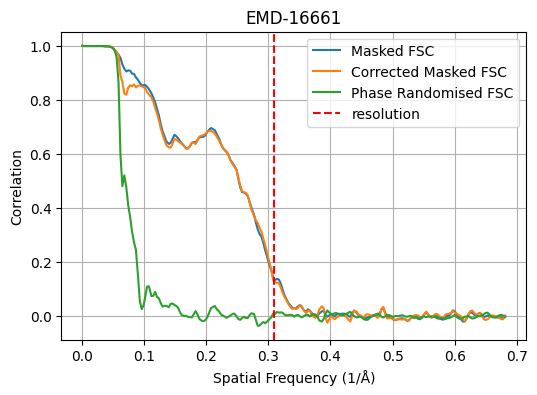 EMD-16661
Masked FSC
Corrected Masked FSC
Phase Randomised FSC
resolution
Correlation
1.0
0.8
0.6
0.4
0.2
0.0
0.0 0.1 0.2 0.3 0.4 0.5 0.6 0.7
Spatial Frequency (1/Å)